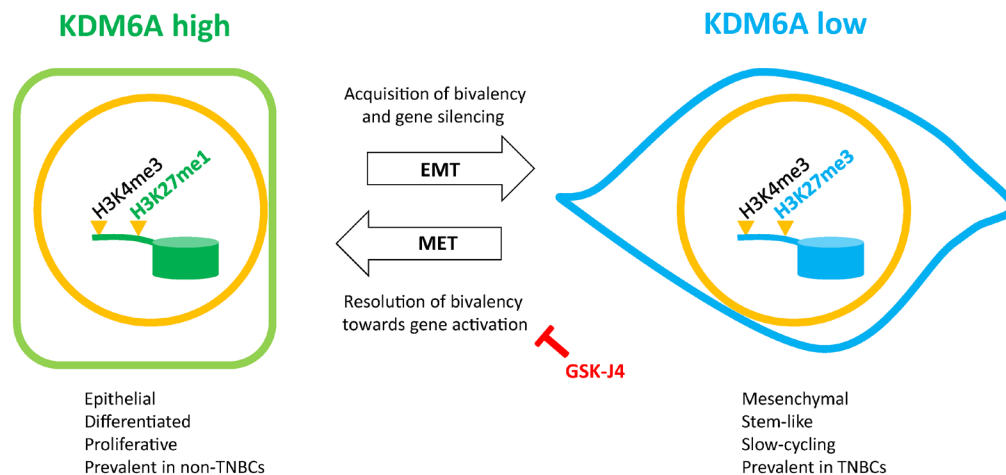 KDM6A high
KDM6A low
Acquisition of bivalency
and gene silencing
EMT
MET
Resolution of bivalency
towards gene activation
GSK-J4
H3K4me3
H3K27me1
H3K4me3
H3K27me3
Epithelial
Differentiated
Proliferative
Prevalent in non-TNBCs
Mesenchymal
Stem-like
Slow-cycling
Prevalent in TNBCs